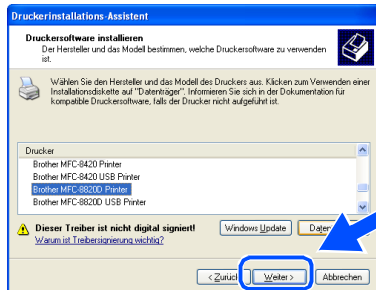 Druckerinstallations-Assistent
Druckersoftware installieren
Der Hersteller und das Modell bestimmen, welche Druckersoftware zu verwenden
ist.
Wählen Sie den Hersteller und das Modell des Druckers aus. Klicken zum Verwenden einer
Installationsdiskette auf "Datenträger". Informieren Sie sich in der Dokumentation für
kompatible Druckersoftware, falls der Drucker nicht aufgeführt ist.
Drucker
Brother MFC-8420 Printer
Brother MFC-8420 USB Printer
Brother MFC-8820D Printer
Brother MFC-8820D USB Printer
Dieser Treiber ist nicht digital signiert!
Windows Update
Warum ist Treibersignierung wichtig?
< Zurück Weiter > Abbrechen